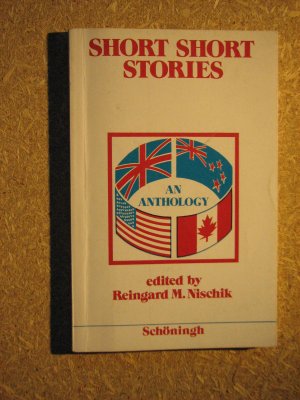 SHORT SHORT
STORIES
AN
ANTHOLOGY
edited by
Reingard M. Nischik
Schöningh